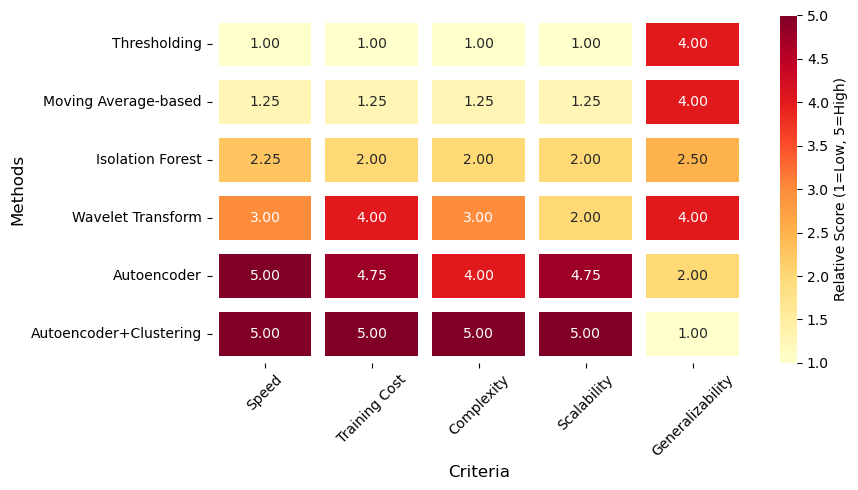 Methods
Thresholding 1.00 1.00 1.00 1.00 4.00
Moving Average-based 1.25 1.25 1.25 1.25 4.00
Isolation Forest 2.25 2.00 2.00 2.00 2.50
Wavelet Transform 3.00 4.00 3.00 2.00 4.00
Autoencoder 5.00 4.75 4.00 4.75 2.00
Autoencoder+Clustering 5.00 5.00 5.00 5.00 1.00
Speed
Training Cost
Complexity
Scalability
Generalizability
Criteria
5.0
4.5
4.0
3.5
3.0
2.5
2.0
1.5
1.0
Relative Score (1=Low, 5=High)